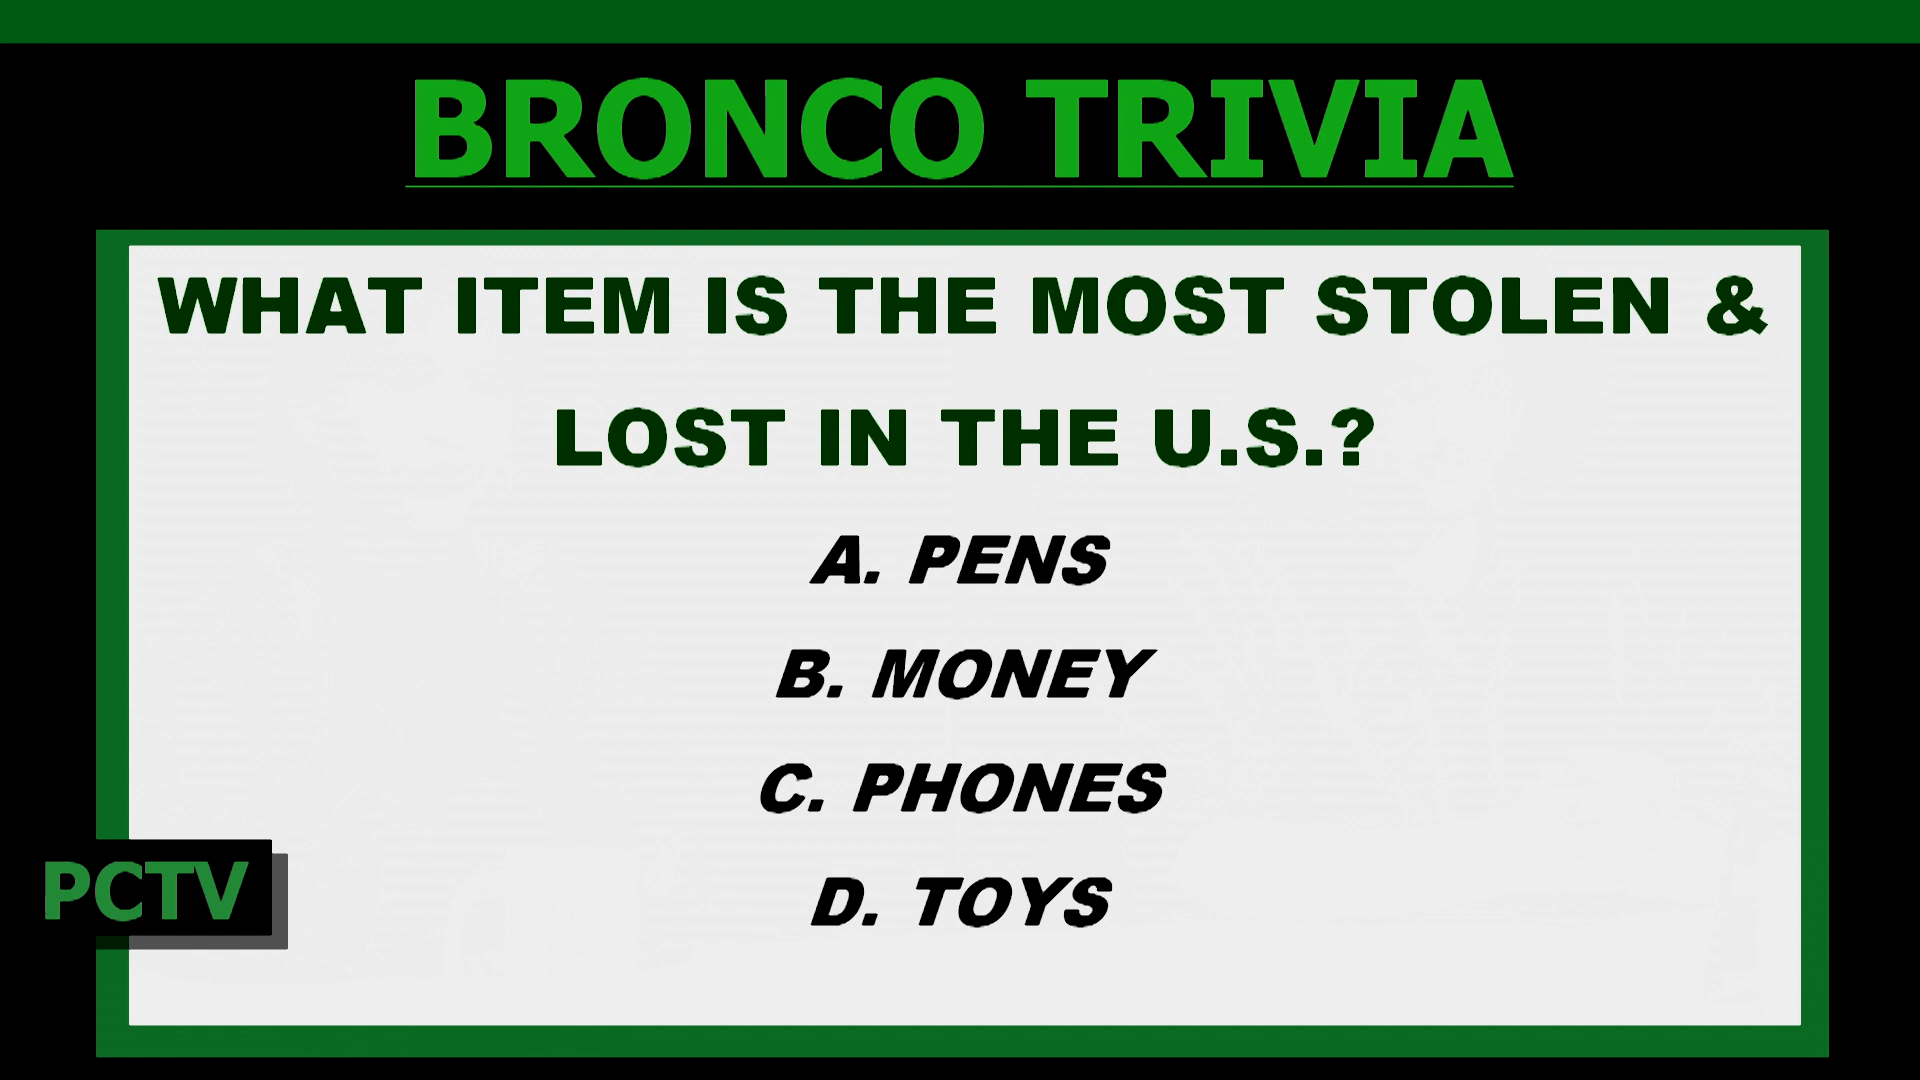 BRONCO TRIVIA
WHAT ITEM IS THE MOST STOLEN &
LOST IN THE U.S.?
A. PENS
B. MONEY
C. PHONES
D. TOYS
PCTV